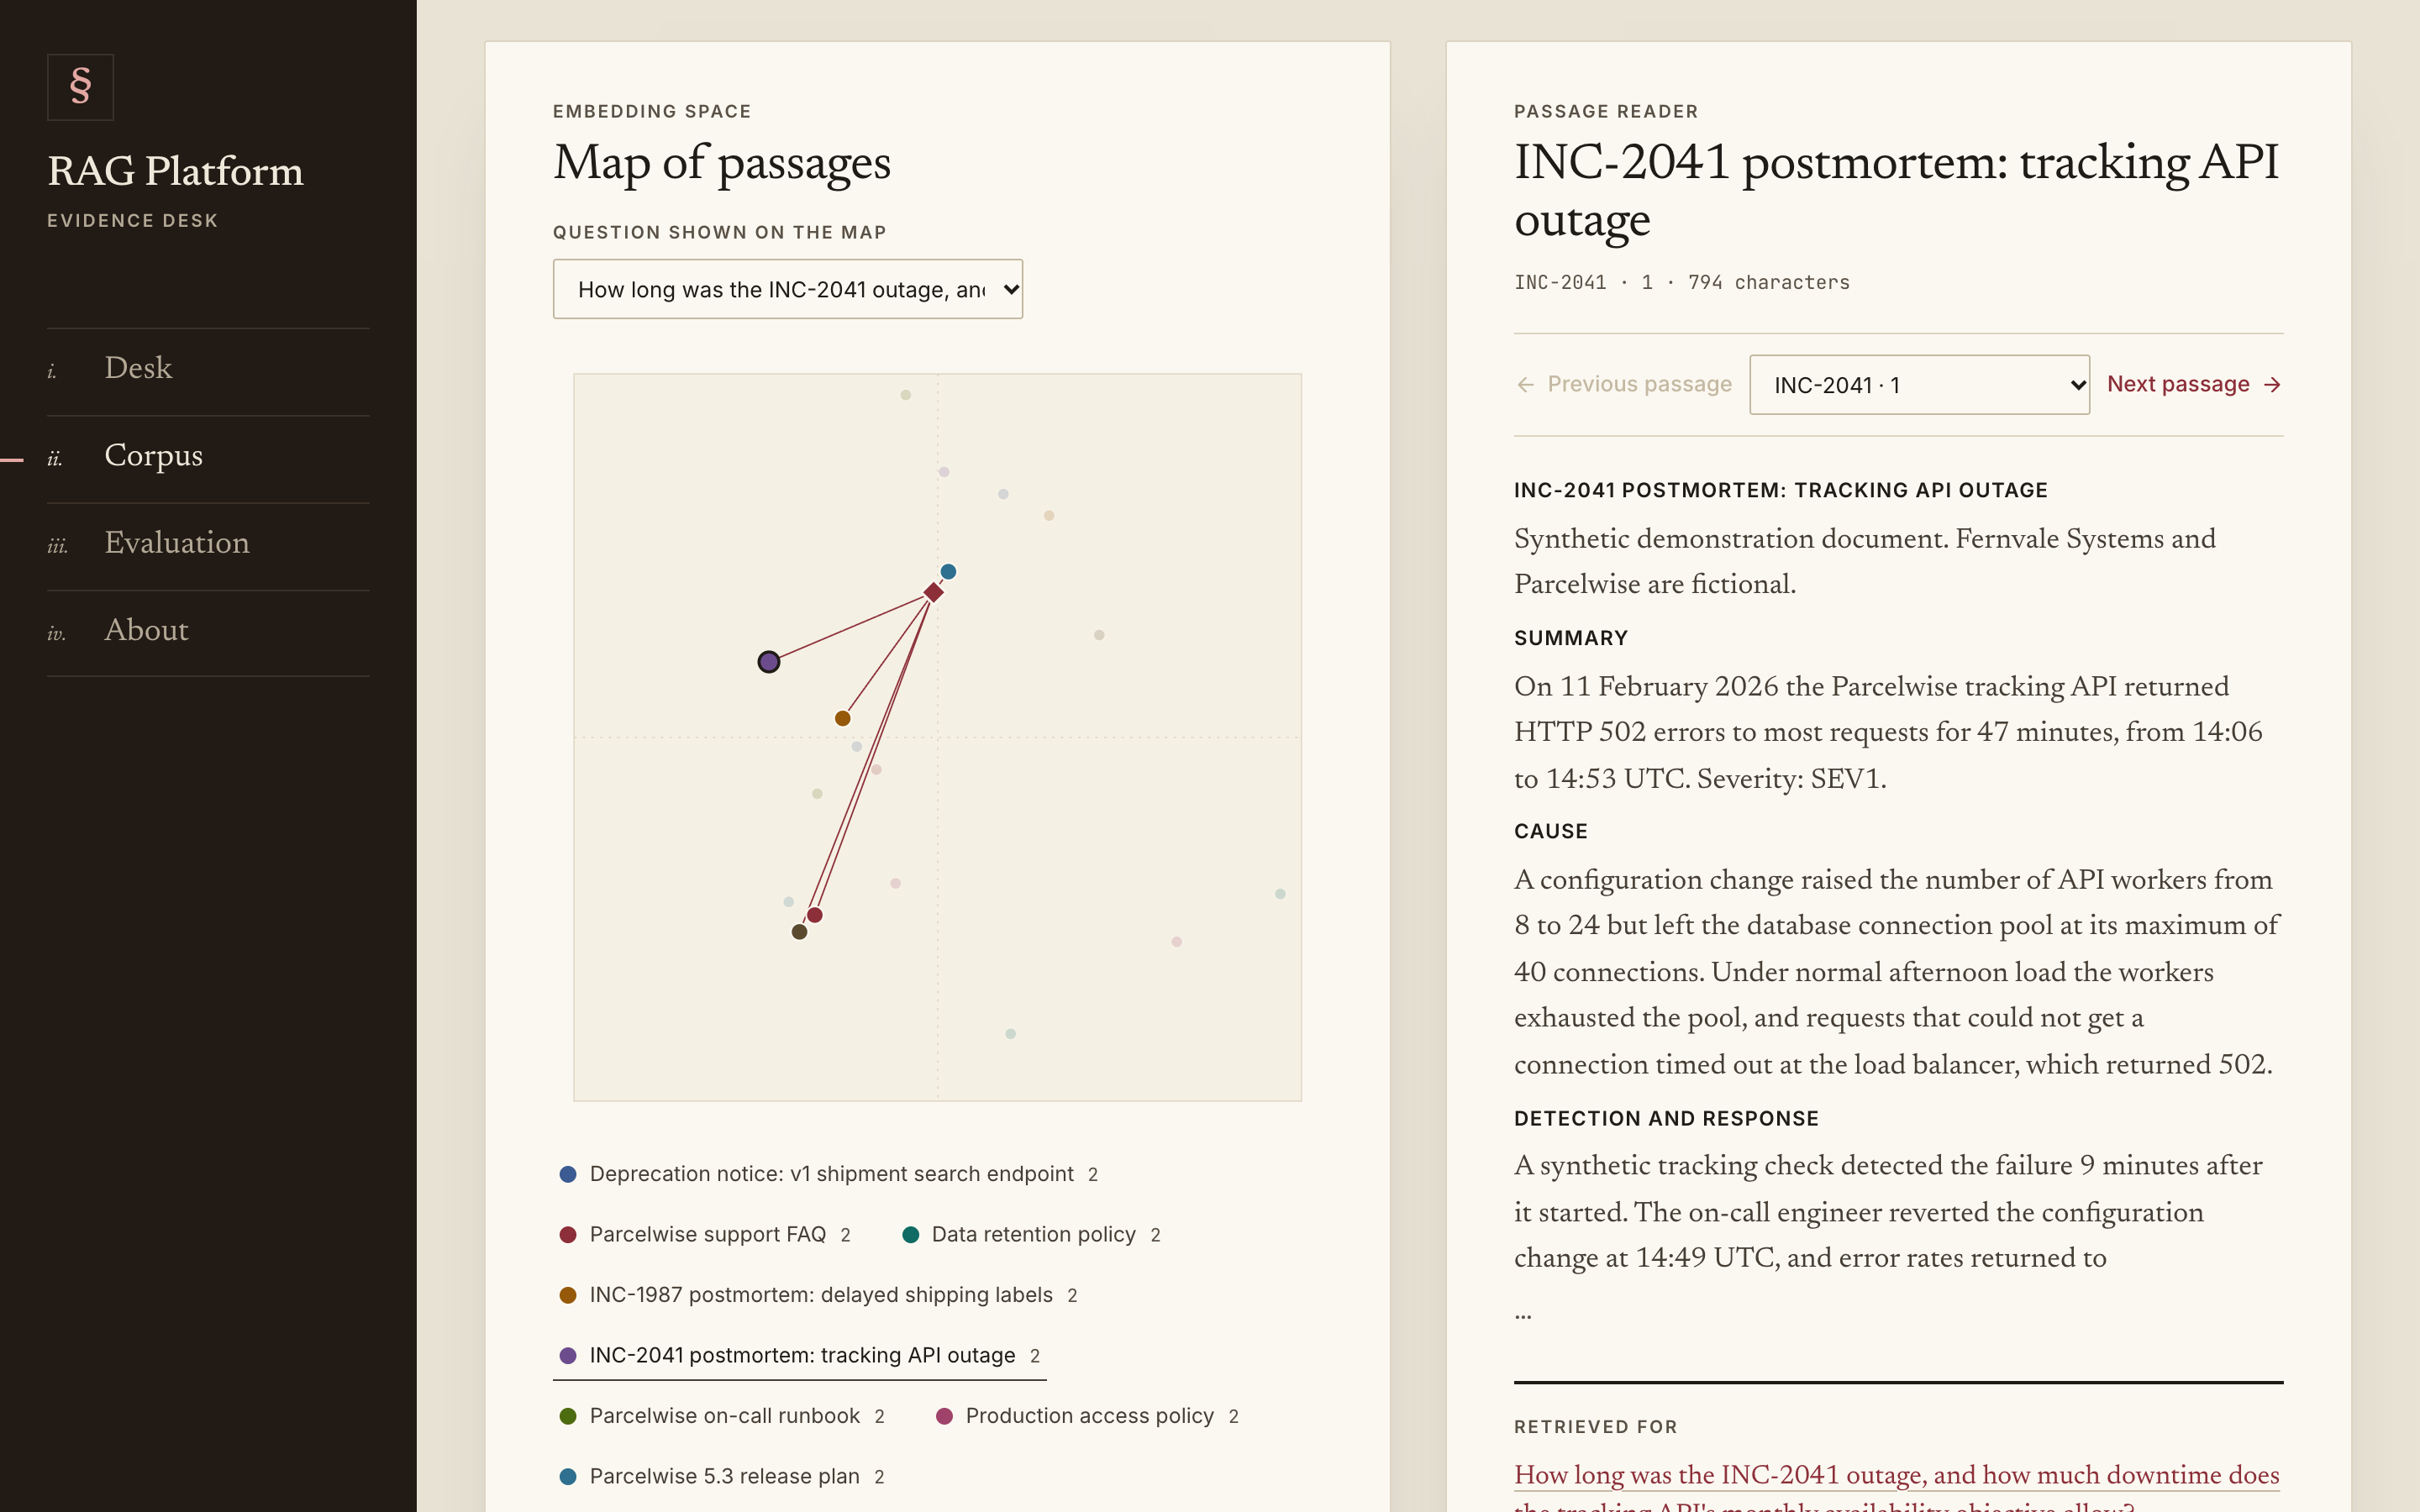 §
RAG Platform
EVIDENCE DESK
i. Desk
ii. Corpus
iii. Evaluation
iv. About
EMBEDDING SPACE
Map of passages
QUESTION SHOWN ON THE MAP
How long was the INC-2041 outage,
Deprecation notice: v1 shipment search endpoint 2
Parcelwise support FAQ 2
Data retention policy 2
INC-1987 postmortem: delayed shipping labels 2
INC-2041 postmortem: tracking API outage 2
Parcelwise on-call runbook 2
Production access policy 2
Parcelwise 5.3 release plan 2
PASSAGE READER
INC-2041 postmortem: tracking API
outage
INC-2041 · 1 · 794 characters
← Previous passage
INC-2041 · 1
Next passage →
INC-2041 POSTMORTEM: TRACKING API OUTAGE
Synthetic demonstration document. Fernvale Systems and
Parcelwise are fictional.
SUMMARY
On 11 February 2026 the Parcelwise tracking API returned
HTTP 502 errors to most requests for 47 minutes, from 14:06
to 14:53 UTC. Severity: SEV1.
CAUSE
A configuration change raised the number of API workers from
8 to 24 but left the database connection pool at its maximum of
40 connections. Under normal afternoon load the workers
exhausted the pool, and requests that could not get a
connection timed out at the load balancer, which returned 502.
DETECTION AND RESPONSE
A synthetic tracking check detected the failure 9 minutes after
it started. The on-call engineer reverted the configuration
change at 14:49 UTC, and error rates returned to
…
RETRIEVED FOR
How long was the INC-2041 outage, and how much downtime does
the tracking API's monthly availability objective allow?